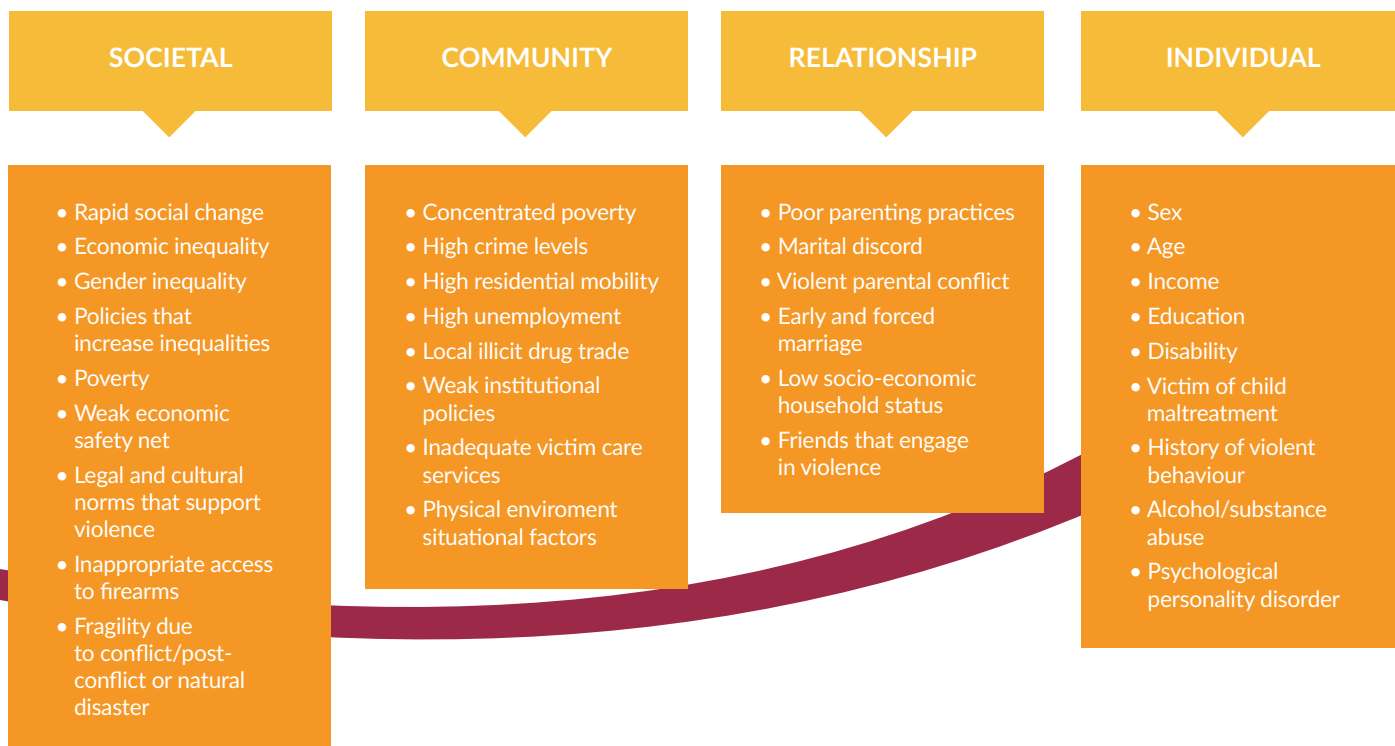 SOCIETAL
• Rapid social change
• Economic inequality
• Gender inequality
• Policies that
increase inequalities
• Poverty
• Weak economic
safety net
• Legal and cultural
norms that support
violence
• Inappropriate access
to firearms
• Fragility due
to conflict/post-
conflict or natural
disaster
COMMUNITY
• Concentrated poverty
• High crime levels
• High residential mobility
• High unemployment
• Local illicit drug trade
• Weak institutional
policies
• Inadequate victim care
services
• Physical enviroment
situational factors
RELATIONSHIP
• Poor parenting practices
• Marital discord
• Violent parental conflict
• Early and forced
marriage
• Low socio-economic
household status
• Friends that engage
in violence
INDIVIDUAL
• Sex
• Age
• Income
• Education
• Disability
• Victim of child
maltreatment
• History of violent
behaviour
• Alcohol/substance
abuse
• Psychological
personality disorder